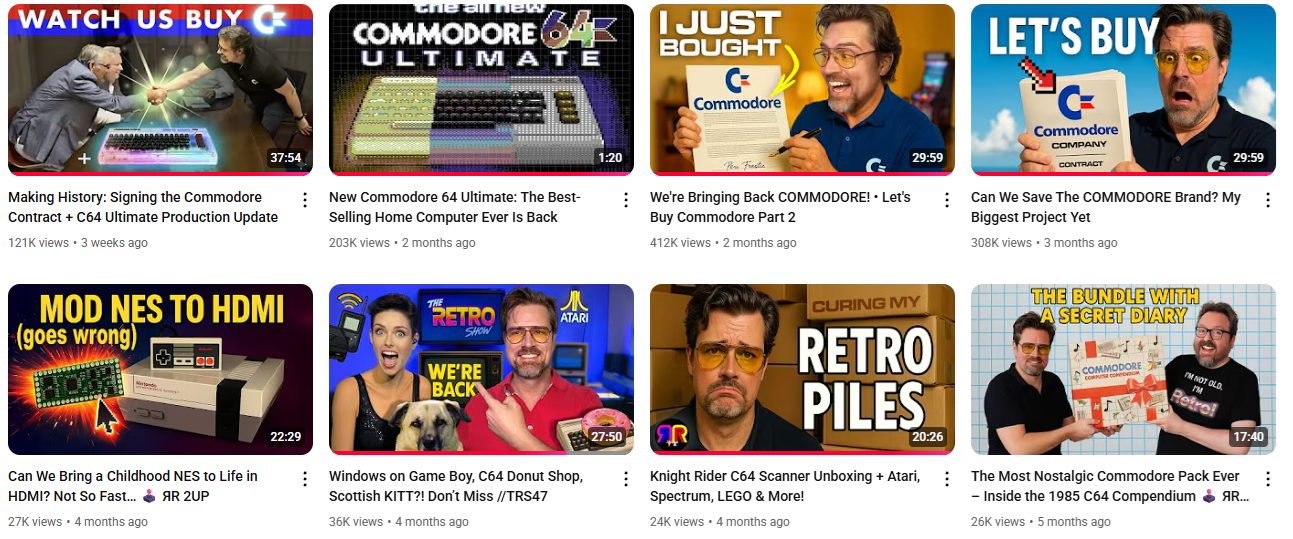 WATCH US BUY
37:54
Making History: Signing the Commodore
Contract + C64 Ultimate Production Update
121K views • 3 weeks ago
the all new
COMMODORE 64
ULTIMATE
1:20
New Commodore 64 Ultimate: The Best-
Selling Home Computer Ever Is Back
203K views • 2 months ago
I JUST
BOUGHT
Commodore
29:59
We're Bringing Back COMMODORE! • Let's
Buy Commodore Part 2
412K views • 2 months ago
LET'S BUY
Commodore
COMPANY
CONTRACT
29:59
Can We Save The COMMODORE Brand? My
Biggest Project Yet
308K views • 3 months ago
MOD NES TO HDMI
(goes wrong)
Nintendo
22:29
Can We Bring a Childhood NES to Life in
HDMI? Not So Fast… 🕹️ ЯR 2UP
27K views • 4 months ago
THE
RETRO
SHOW
ATARI
WE'RE
BACK
27:50
Windows on Game Boy, C64 Donut Shop,
Scottish KITT?! Don't Miss //TRS47
36K views • 4 months ago
CURING MY
RETRO
PILES
ЯR
20:26
Knight Rider C64 Scanner Unboxing + Atari,
Spectrum, LEGO & More!
24K views • 4 months ago
THE BUNDLE WITH
A SECRET DIARY
COMMODORE
COMPUTER COMPENDIUM
I'M NOT OLD,
I'M
Retro!
17:40
The Most Nostalgic Commodore Pack Ever
– Inside the 1985 C64 Compendium 🕹️ ЯR…
26K views • 5 months ago